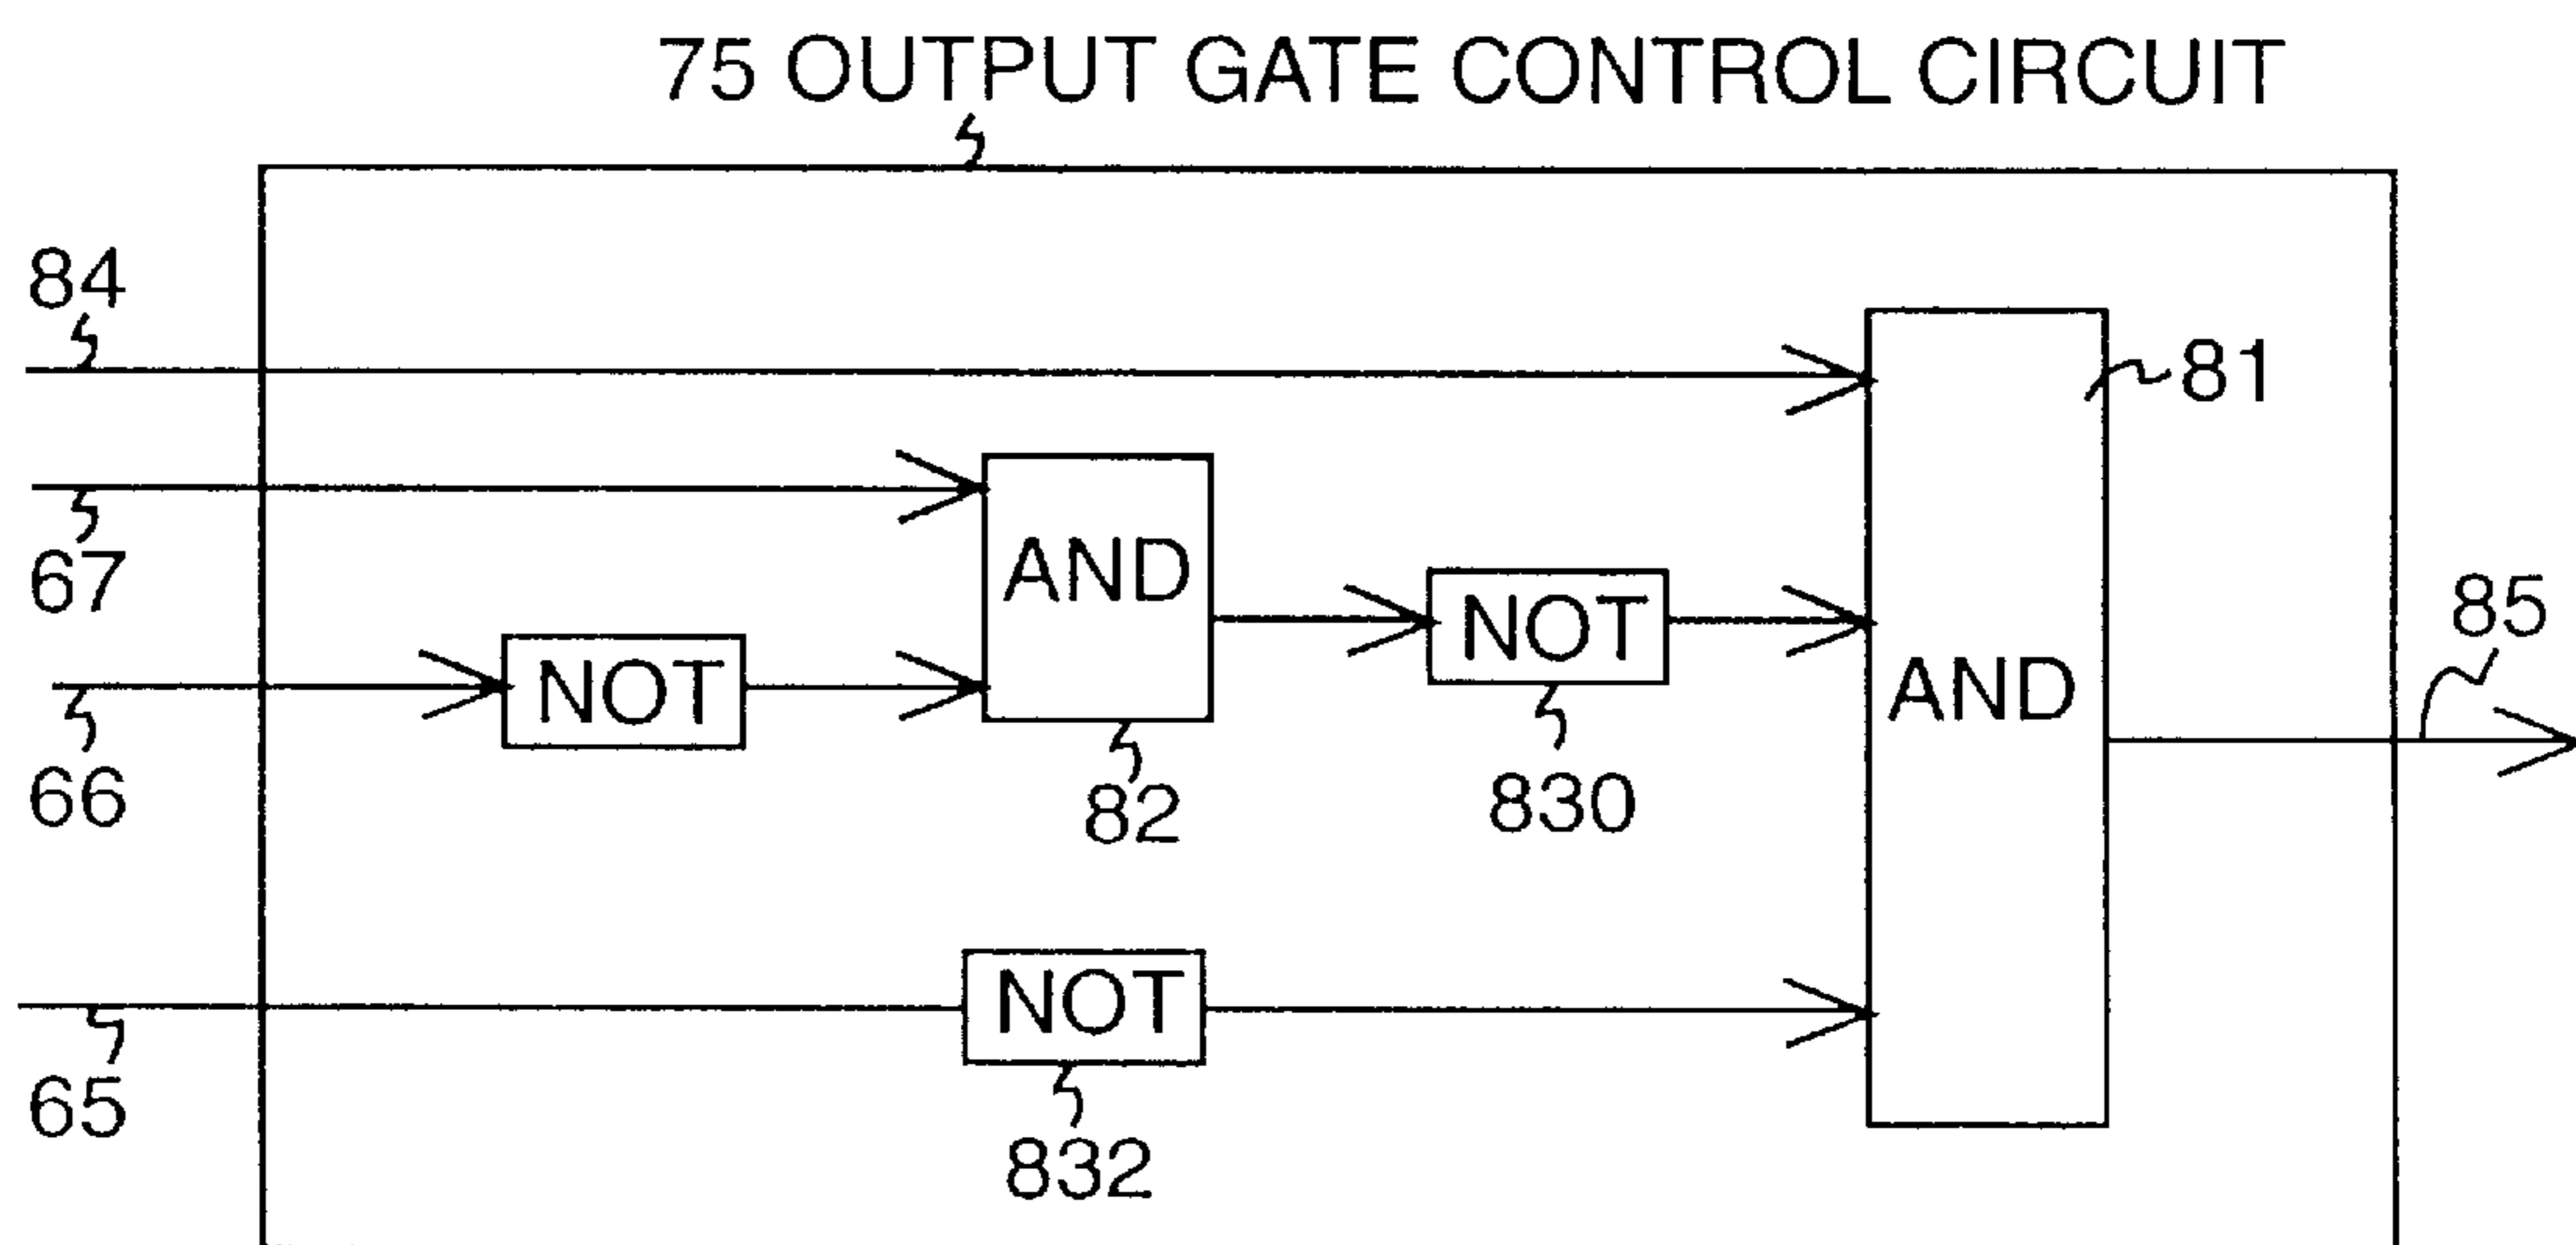 75 OUTPUT GATE CONTROL CIRCUIT
84
81
67
AND
NOT
85
NOT
AND
66
82
830
65
NOT
832